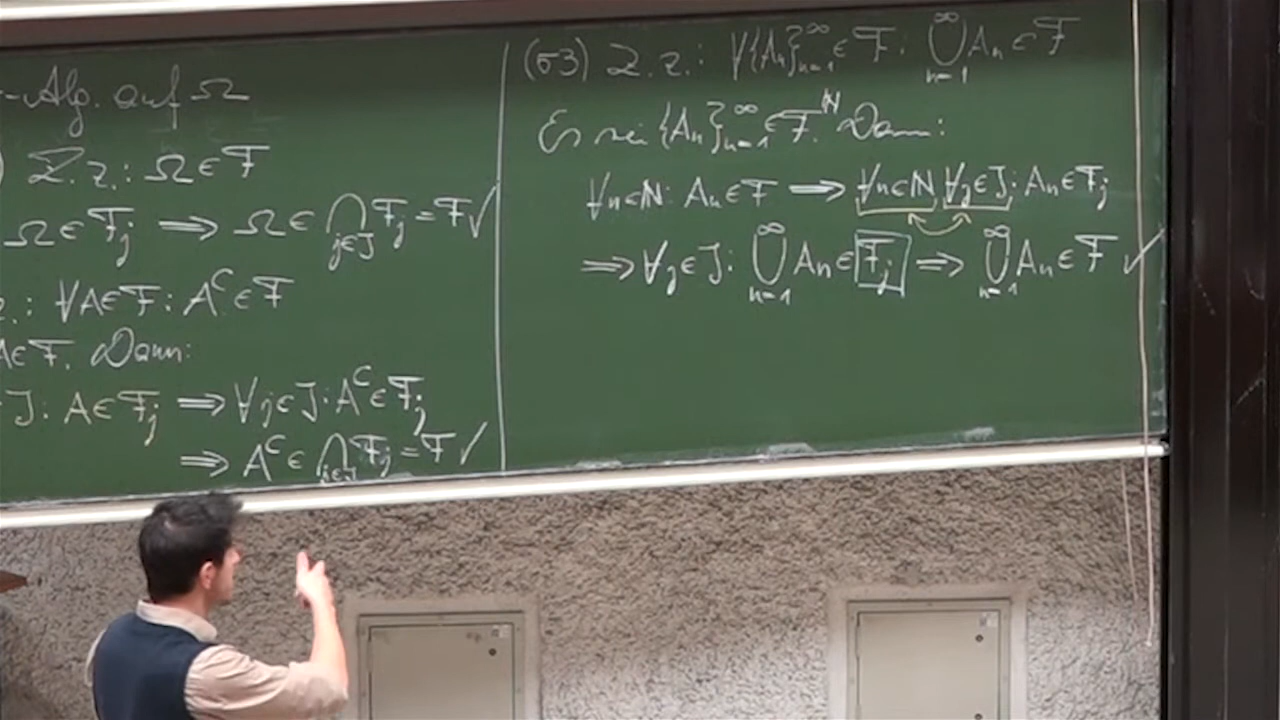 -Alg. auf Ω
) Z.z.: Ω ∈ F
Ω ∈ F_j ⟹ Ω ∈ ⋂_{j∈J} F_j = F ✓
z.: ∀A∈F: A^C ∈ F
A∈F. Dann:
J: A∈F_j ⟹ ∀j∈J: A^C ∈ F_j
⟹ A^C ∈ ⋂_{j∈J} F_j = F ✓
(σ3) Z.z.: ∀{A_n}_{n=1}^∞ ∈ F: ⋃_{n=1}^∞ A_n ∈ F
Es sei {A_n}_{n=1}^∞ ∈ F^ℕ. Dann:
∀n∈ℕ: A_n ∈ F ⟹ ∀n∈ℕ ∀j∈J: A_n ∈ F_j
⟹ ∀j∈J: ⋃_{n=1}^∞ A_n ∈ F_j ⟹ ⋃_{n=1}^∞ A_n ∈ F ✓